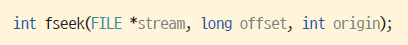 int fseek(FILE *stream, long offset, int origin);